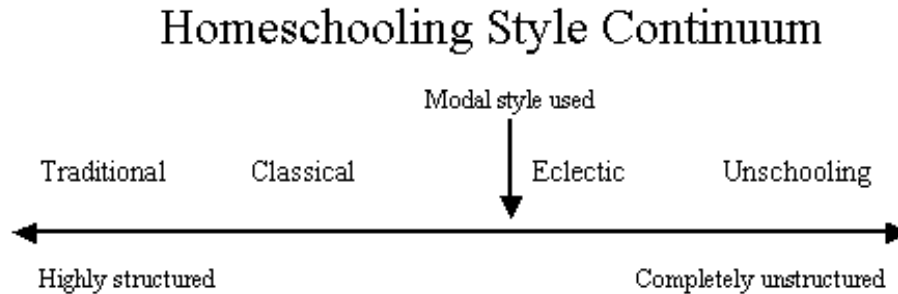 Homeschooling Style Continuum
Modal style used
Traditional Classical Eclectic Unschooling
Highly structured Completely unstructured